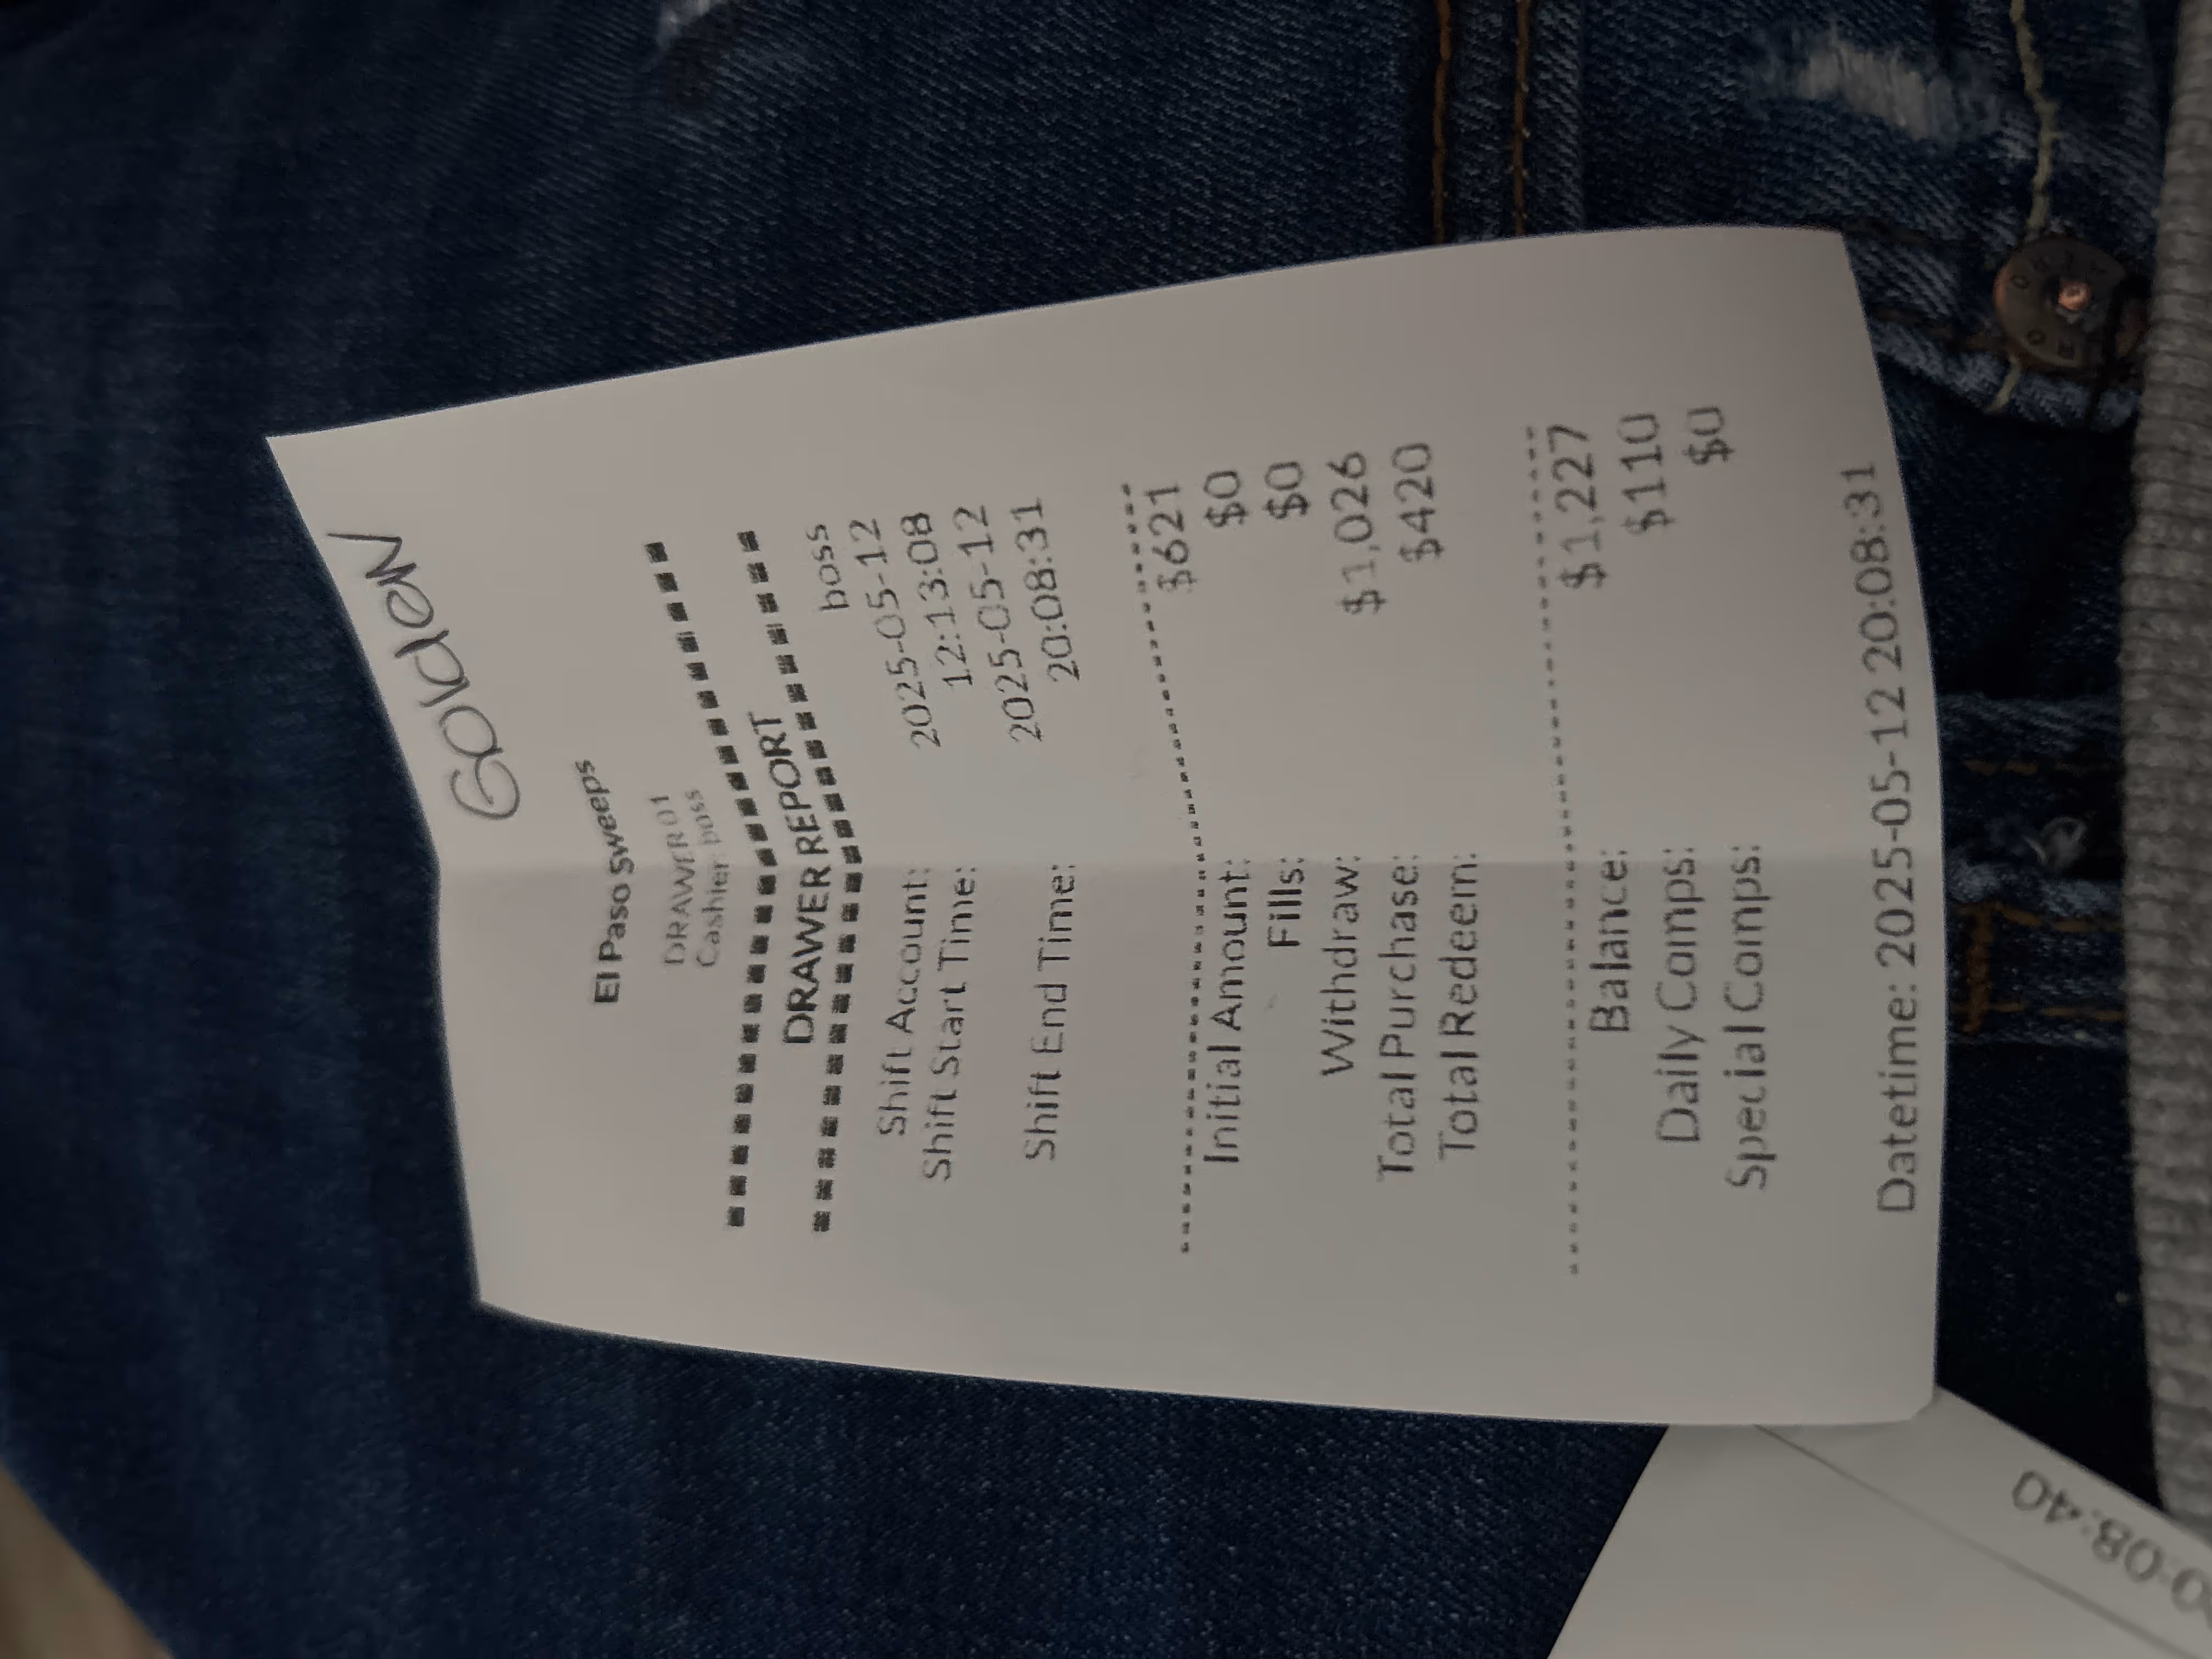 Golden
El Paso Sweeps
DRAWER 01
Cashier: boss
DRAWER REPORT
Shift Account: boss
Shift Start Time: 2025-05-12
12:13:08
Shift End Time: 2025-05-12
20:08:31
Initial Amount: $621
Fills: $0
Withdraw: $0
Total Purchase: $1,026
Total Redeem: $420
Balance: $1,227
Daily Comps: $110
Special Comps: $0
Datetime: 2025-05-12 20:08:31
0:08:40